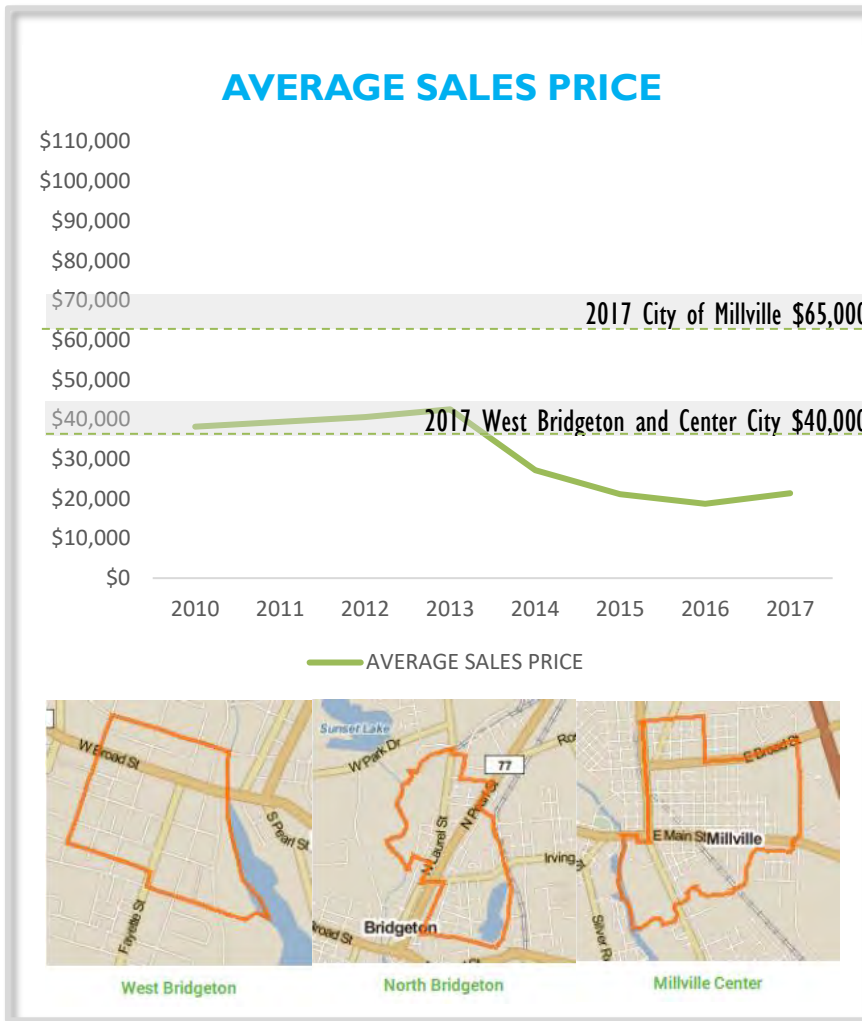 AVERAGE SALES PRICE
$110,000
$100,000
$90,000
$80,000
$70,000
2017 City of Millville $65,000
$60,000
$50,000
$40,000
2017 West Bridgeton and Center City $40,000
$30,000
$20,000
$10,000
$0
2010 2011 2012 2013 2014 2015 2016 2017
AVERAGE SALES PRICE
W Broad St
S Pearl St
Fayette St
West Bridgeton
Sunset Lake
W Park Dr
77
N Pearl St
N Laurel St
Irving
Bridgeton
North Bridgeton
E Broad St
E Main St
Millville
Millville Center